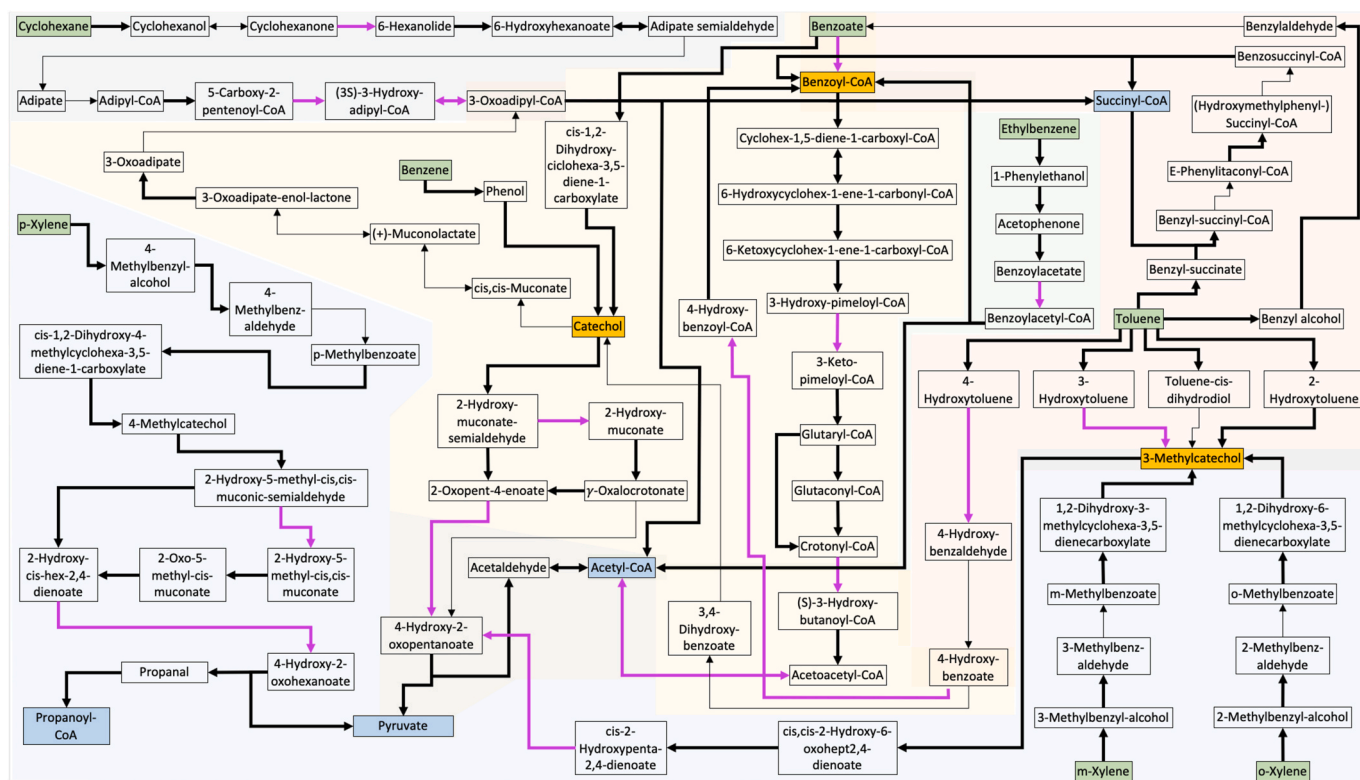 Cyclohexane
Cyclohexanol
Cyclohexanone
6-Hexanolide
6-Hydroxyhexanoate
Adipate semialdehyde
Benzoate
Benzylaldehyde
Adipate
Adipyl-CoA
5-Carboxy-2-
pentenoyl-CoA
(3S)-3-Hydroxy-
adipyl-CoA
3-Oxoadipyl-CoA
Benzoyl-CoA
Succinyl-CoA
Benzosuccinyl-CoA
(Hydroxymethylphenyl-)
Succinyl-CoA
E-Phenylitaconyl-CoA
Benzyl-succinyl-CoA
Benzyl-succinate
3-Oxoadipate
3-Oxoadipate-enol-lactone
(+)-Muconolactate
cis,cis-Muconate
Benzene
Phenol
cis-1,2-
Dihydroxy-
ciclohexa-3,5-
diene-1-
carboxylate
Catechol
Cyclohex-1,5-diene-1-carboxyl-CoA
6-Hydroxycyclohex-1-ene-1-carbonyl-CoA
6-Ketoxycyclohex-1-ene-1-carboxyl-CoA
3-Hydroxy-pimeloyl-CoA
3-Keto-
pimeloyl-CoA
Glutaryl-CoA
Glutaconyl-CoA
Crotonyl-CoA
(S)-3-Hydroxy-
butanoyl-CoA
Acetoacetyl-CoA
4-Hydroxy-
benzoyl-CoA
Ethylbenzene
1-Phenylethanol
Acetophenone
Benzoylacetate
Benzoylacetyl-CoA
Toluene
Benzyl alcohol
4-
Hydroxytoluene
3-
Hydroxytoluene
Toluene-cis-
dihydrodiol
2-
Hydroxytoluene
3-Methylcatechol
4-Hydroxy-
benzaldehyde
4-Hydroxy-
benzoate
3,4-
Dihydroxy-
benzoate
p-Xylene
4-
Methylbenzyl-
alcohol
4-
Methylbenz-
aldehyde
p-Methylbenzoate
cis-1,2-Dihydroxy-4-
methylcyclohexa-3,5-
diene-1-carboxylate
4-Methylcatechol
2-Hydroxy-5-methyl-cis,cis-
muconic-semialdehyde
2-Hydroxy-
cis-hex-2,4-
dienoate
2-Oxo-5-
methyl-cis-
muconate
2-Hydroxy-5-
methyl-cis,cis-
muconate
4-Hydroxy-2-
oxohexanoate
Propanal
Propanoyl-
CoA
2-Hydroxy-
muconate-
semialdehyde
2-Hydroxy-
muconate
2-Oxopent-4-enoate
γ-Oxalocrotonate
Acetaldehyde
Acetyl-CoA
4-Hydroxy-2-
oxopentanoate
Pyruvate
cis-2-
Hydroxypenta-
2,4-dienoate
cis,cis-2-Hydroxy-6-
oxohept2,4-dienoate
1,2-Dihydroxy-3-
methylcyclohexa-3,5-
dienecarboxylate
m-Methylbenzoate
3-Methylbenz-
aldehyde
3-Methylbenzyl-alcohol
m-Xylene
1,2-Dihydroxy-6-
methylcyclohexa-3,5-
dienecarboxylate
o-Methylbenzoate
2-Methylbenz-
aldehyde
2-Methylbenzyl-alcohol
o-Xylene